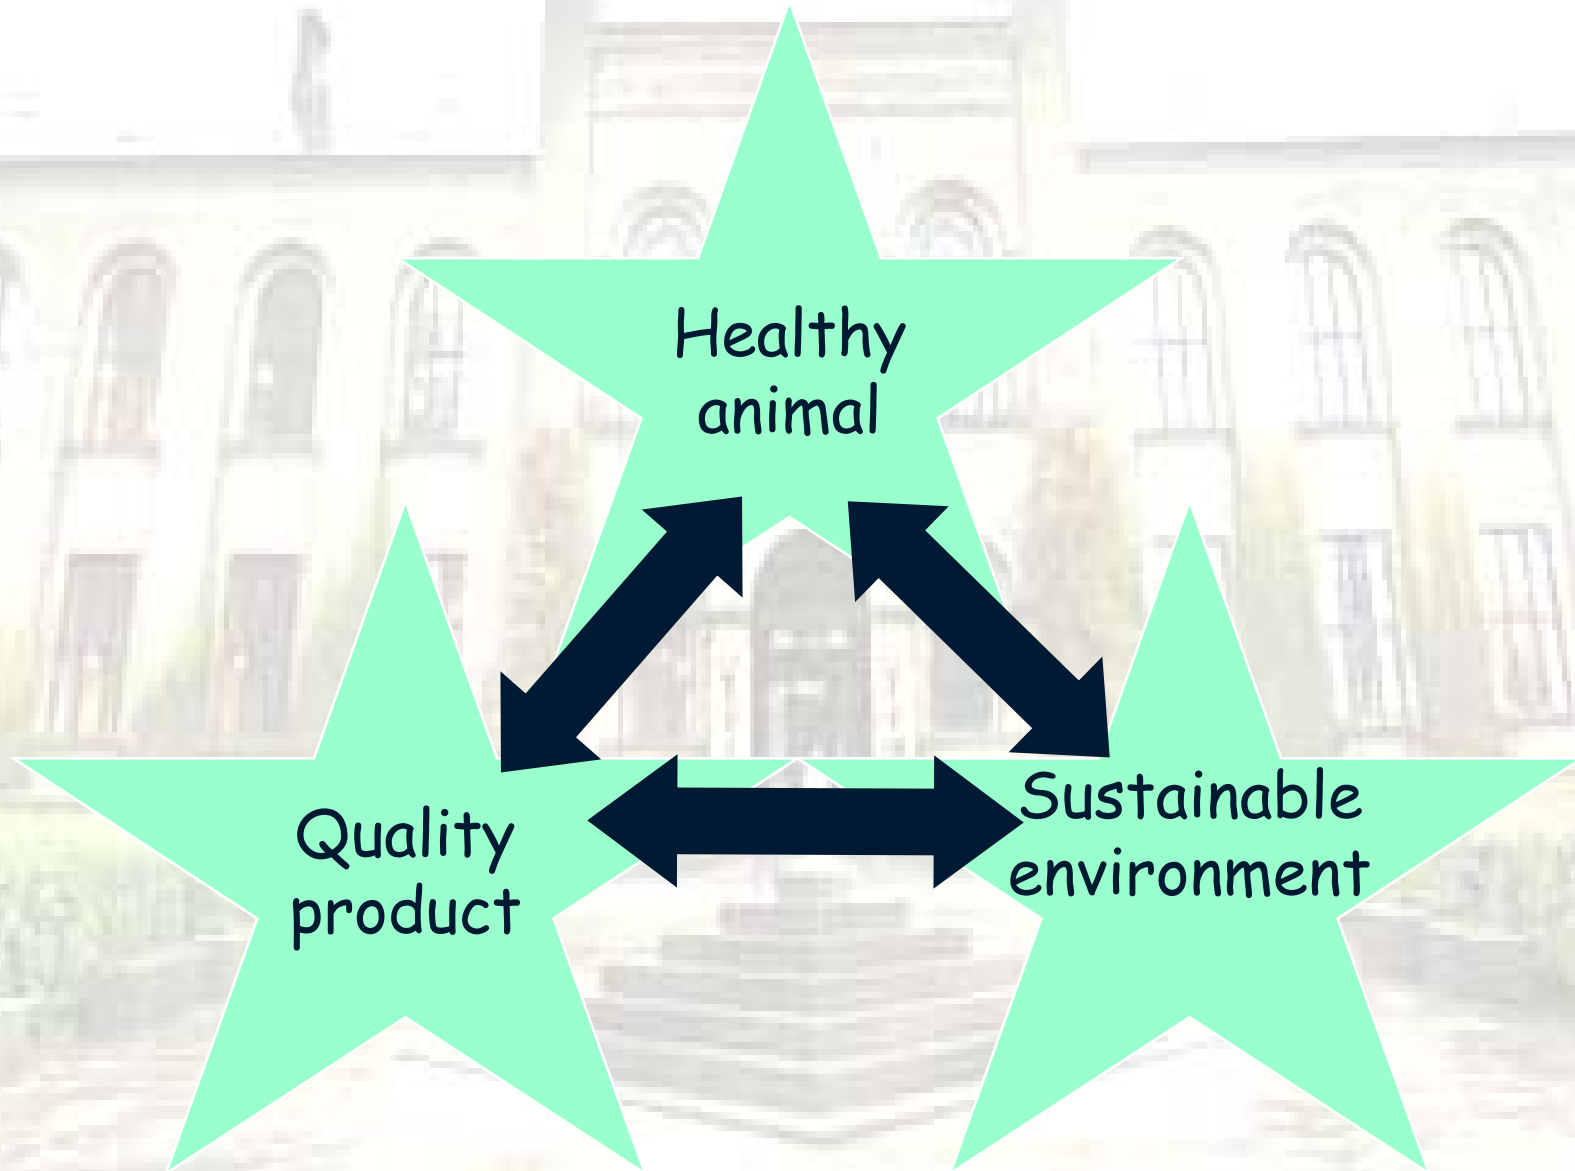 Healthy
animal
Quality
product
Sustainable
environment